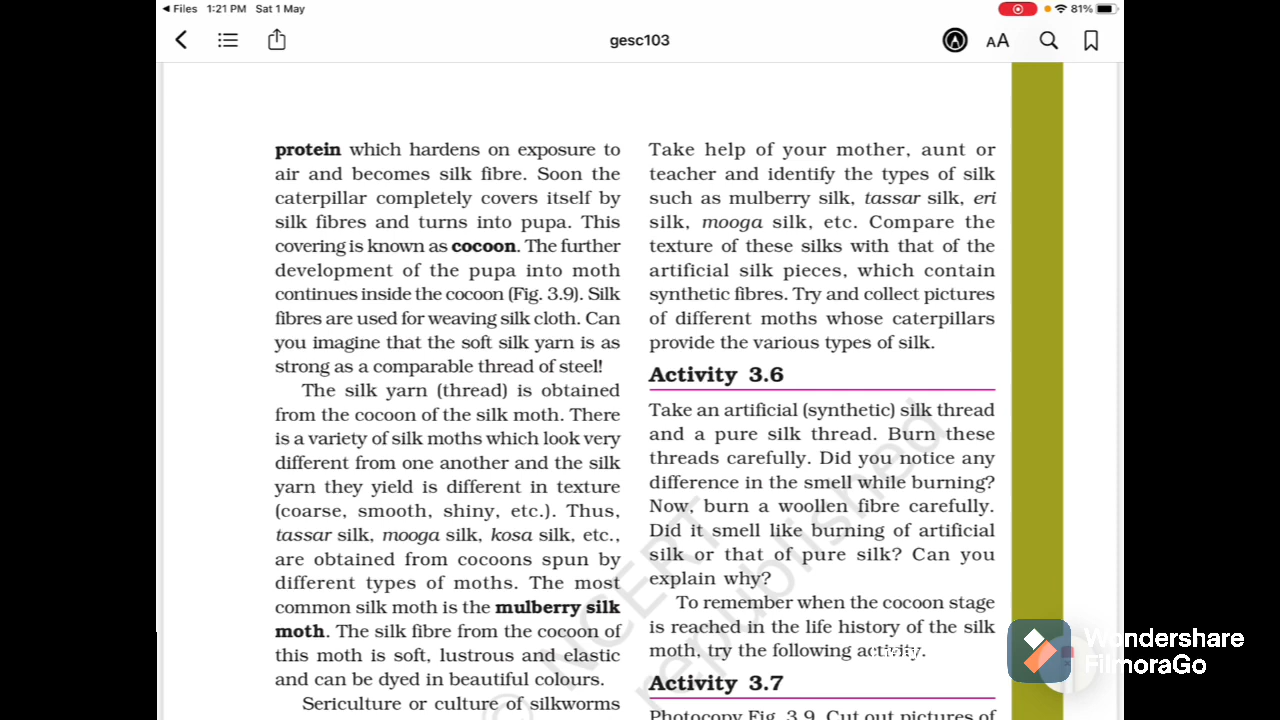 Files 1:21 PM Sat 1 May
81%
gesc103
AA
protein which hardens on exposure to
air and becomes silk fibre. Soon the
caterpillar completely covers itself by
silk fibres and turns into pupa. This
covering is known as cocoon. The further
development of the pupa into moth
continues inside the cocoon (Fig. 3.9). Silk
fibres are used for weaving silk cloth. Can
you imagine that the soft silk yarn is as
strong as a comparable thread of steel!
The silk yarn (thread) is obtained
from the cocoon of the silk moth. There
is a variety of silk moths which look very
different from one another and the silk
yarn they yield is different in texture
(coarse, smooth, shiny, etc.). Thus,
tassar silk, mooga silk, kosa silk, etc.,
are obtained from cocoons spun by
different types of moths. The most
common silk moth is the mulberry silk
moth. The silk fibre from the cocoon of
this moth is soft, lustrous and elastic
and can be dyed in beautiful colours.
Sericulture or culture of silkworms
Take help of your mother, aunt or
teacher and identify the types of silk
such as mulberry silk, tassar silk, eri
silk, mooga silk, etc. Compare the
texture of these silks with that of the
artificial silk pieces, which contain
synthetic fibres. Try and collect pictures
of different moths whose caterpillars
provide the various types of silk.
Activity 3.6
Take an artificial (synthetic) silk thread
and a pure silk thread. Burn these
threads carefully. Did you notice any
difference in the smell while burning?
Now, burn a woollen fibre carefully.
Did it smell like burning of artificial
silk or that of pure silk? Can you
explain why?
To remember when the cocoon stage
is reached in the life history of the silk
moth, try the following activity.
Activity 3.7
Photocopy Fig. 3.9. Cut out pictures of
© NCERT
republished
Wondershare
FilmoraGo